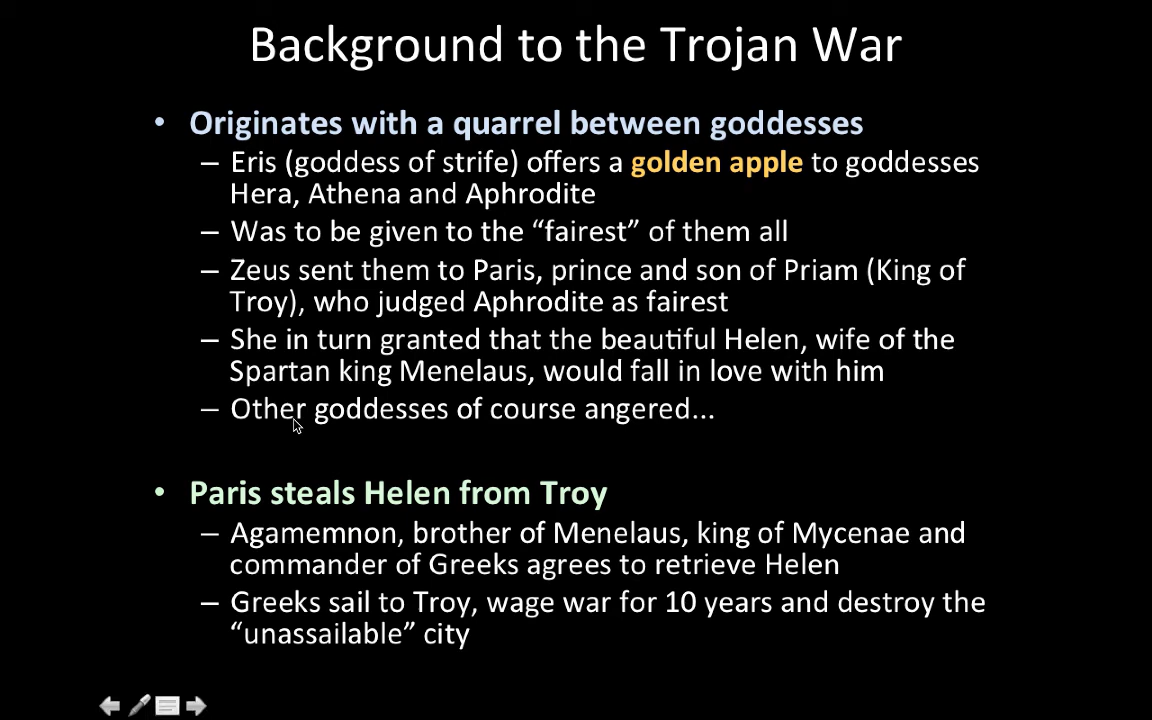 Background to the Trojan War
• Originates with a quarrel between goddesses
– Eris (goddess of strife) offers a golden apple to goddesses
Hera, Athena and Aphrodite
– Was to be given to the “fairest” of them all
– Zeus sent them to Paris, prince and son of Priam (King of
Troy), who judged Aphrodite as fairest
– She in turn granted that the beautiful Helen, wife of the
Spartan king Menelaus, would fall in love with him
– Other goddesses of course angered...
• Paris steals Helen from Troy
– Agamemnon, brother of Menelaus, king of Mycenae and
commander of Greeks agrees to retrieve Helen
– Greeks sail to Troy, wage war for 10 years and destroy the
“unassailable” city